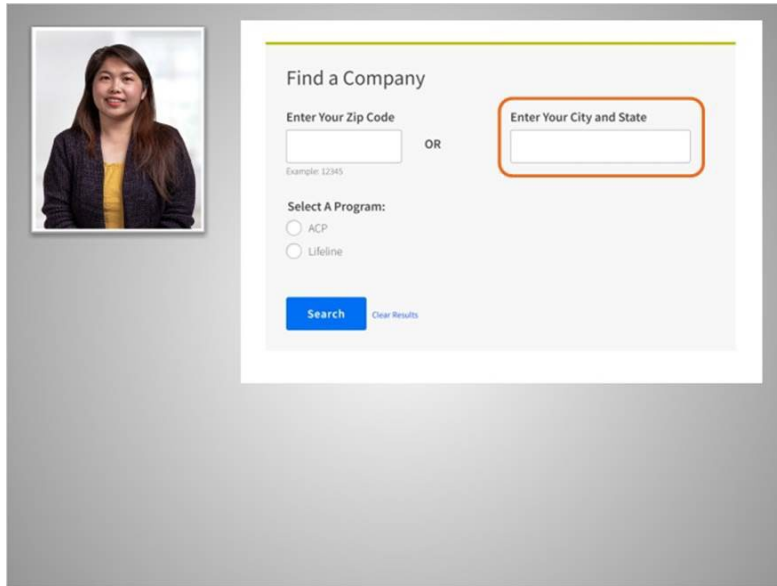 Find a Company
Enter Your Zip Code
OR
Enter Your City and State
Example: 12345
Select A Program:
ACP
Lifeline
Search
Clear Results